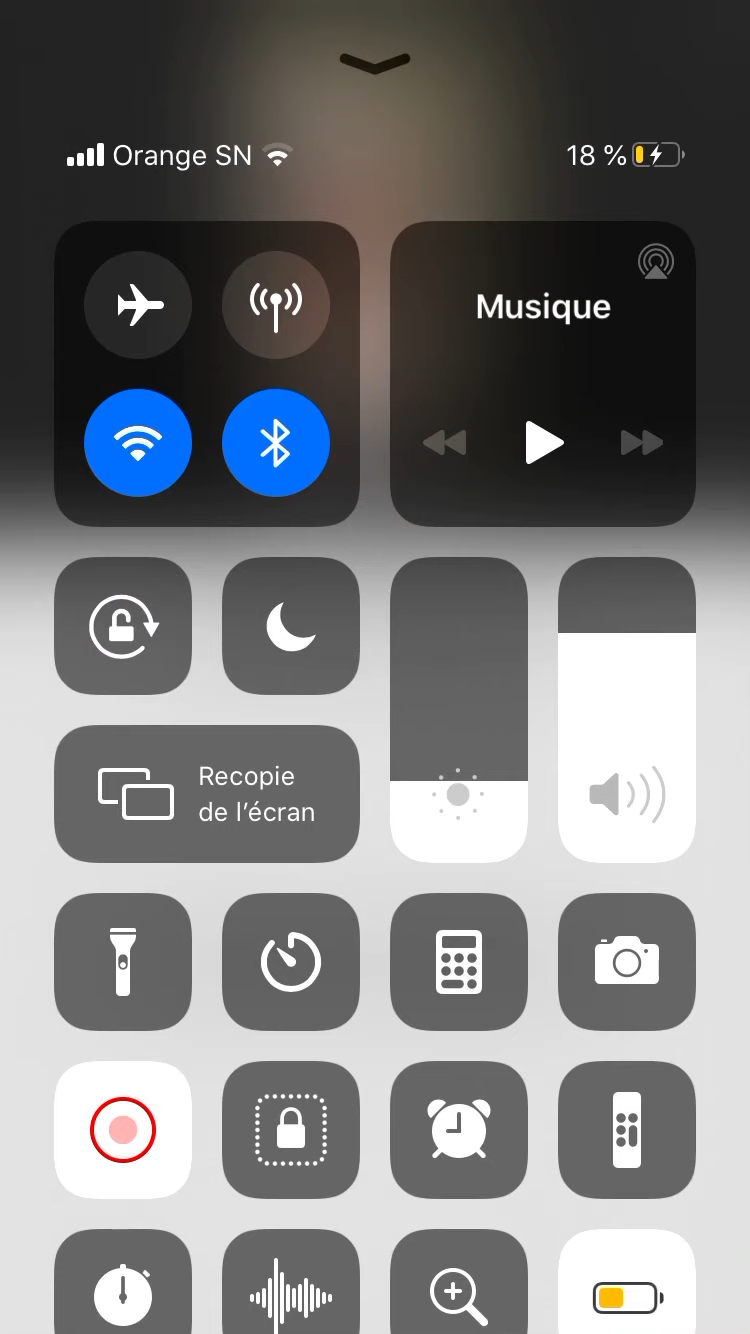 Orange SN
18 %
Musique
Recopie
de l’écran